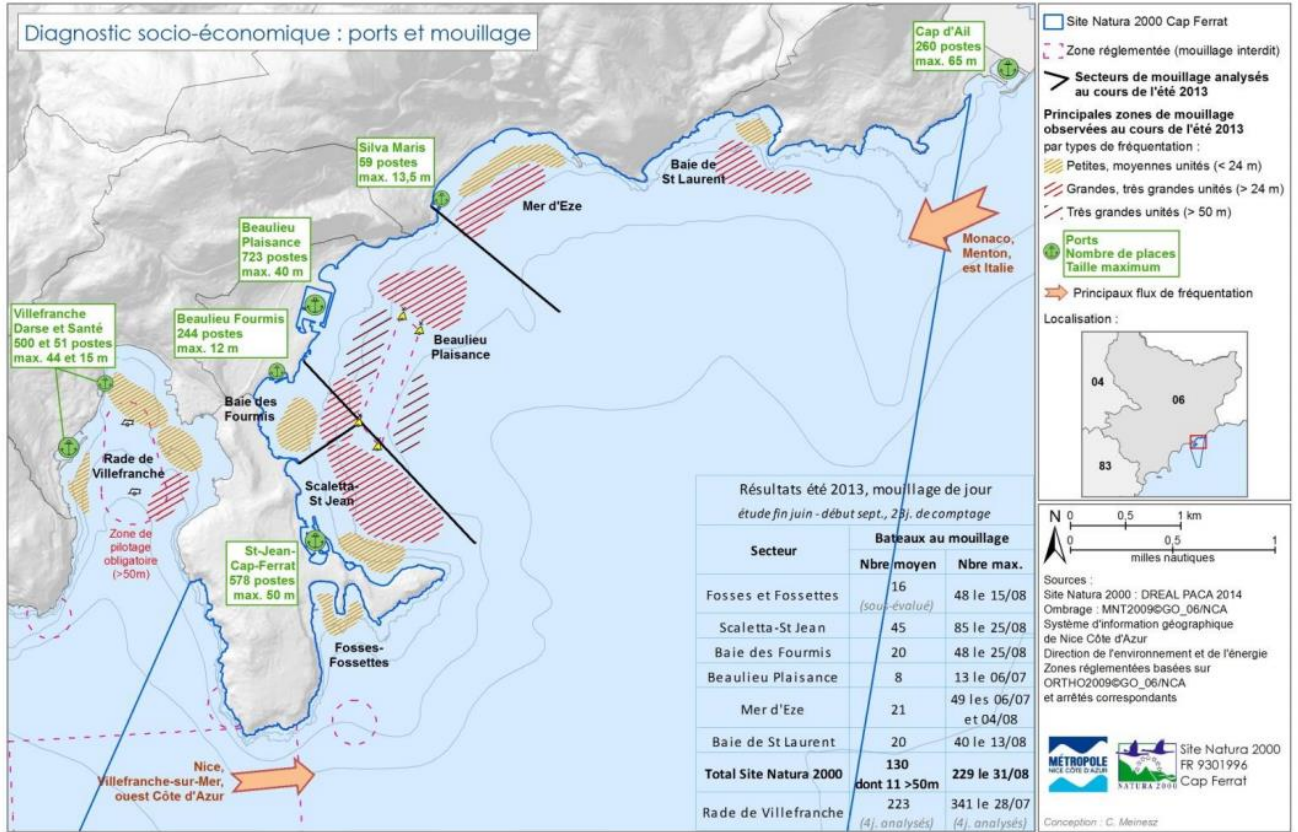 Diagnostic socio-économique : ports et mouillage
Cap d'Ail
260 postes
max. 65 m
Silva Maris
59 postes
max. 13,5 m
Baie de
St Laurent
Mer d'Eze
Monaco,
Menton,
est Italie
Beaulieu
Plaisance
723 postes
max. 40 m
Beaulieu Fourmis
244 postes
max. 12 m
Villefranche
Darse et Santé
500 et 51 postes
max. 44 et 15 m
Beaulieu
Plaisance
Baie des
Fourmis
Rade de
Villefranche
Scaletta-
St Jean
Zone de
pilotage
obligatoire
(>50m)
St-Jean-
Cap-Ferrat
578 postes
max. 50 m
Fosses-
Fossettes
Nice,
Villefranche-sur-Mer,
ouest Côte d'Azur
Résultats été 2013, mouillage de jour
étude fin juin - début sept., 23j. de comptage
Secteur
Bateaux au mouillage
Nbre moyen Nbre max.
Fosses et Fossettes 16 (sous-évalué) 48 le 15/08
Scaletta-St Jean 45 85 le 25/08
Baie des Fourmis 20 48 le 25/08
Beaulieu Plaisance 8 13 le 06/07
Mer d'Eze 21 49 les 06/07 et 04/08
Baie de St Laurent 20 40 le 13/08
Total Site Natura 2000 130 dont 11 >50m 229 le 31/08
Rade de Villefranche 223 (4j. analysés) 341 le 28/07 (4j. analysés)
Site Natura 2000 Cap Ferrat
Zone réglementée (mouillage interdit)
Secteurs de mouillage analysés
au cours de l'été 2013
Principales zones de mouillage
observées au cours de l'été 2013
par types de fréquentation :
Petites, moyennes unités (< 24 m)
Grandes, très grandes unités (> 24 m)
Très grandes unités (> 50 m)
Ports
Nombre de places
Taille maximum
Principaux flux de fréquentation
Localisation :
04
06
83
N
0 0,5 1 km
0 1
milles nautiques
Sources :
Site Natura 2000 : DREAL PACA 2014
Ombrage : MNT2009©GO_06/NCA
Système d'information géographique
de Nice Côte d'Azur
Direction de l'environnement et de l'énergie
Zones réglementées basées sur
ORTHO2009©GO_06/NCA
et arrêtés correspondants
MÉTROPOLE
NICE CÔTE D'AZUR
NATURA 2000
Site Natura 2000
FR 9301996
Cap Ferrat
Conception : C. Meinesz